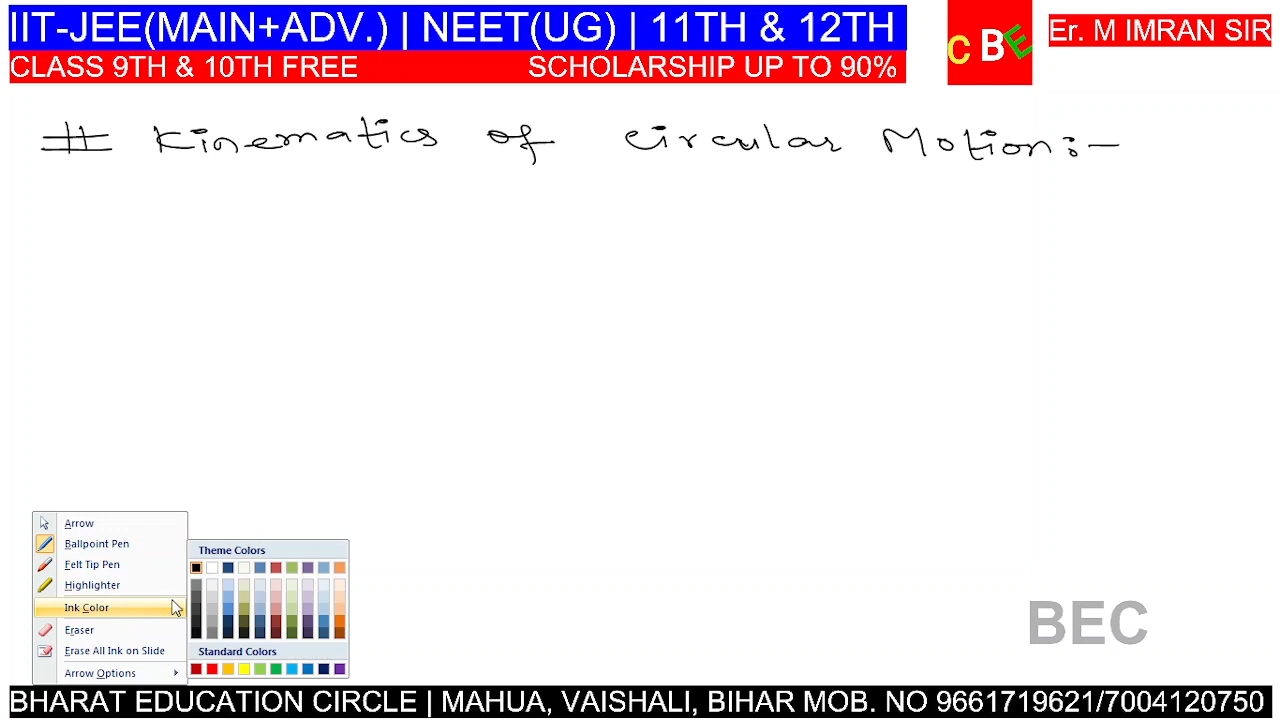 IIT-JEE(MAIN+ADV.) | NEET(UG) | 11TH & 12TH
CLASS 9TH & 10TH FREE SCHOLARSHIP UP TO 90%
CBE
Er. M IMRAN SIR
# Kinematics of Circular Motion:-
Arrow
Ballpoint Pen
Felt Tip Pen
Highlighter
Ink Color
Eraser
Erase All Ink on Slide
Arrow Options
Theme Colors
Standard Colors
BEC
BHARAT EDUCATION CIRCLE | MAHUA, VAISHALI, BIHAR MOB. NO 9661719621/7004120750